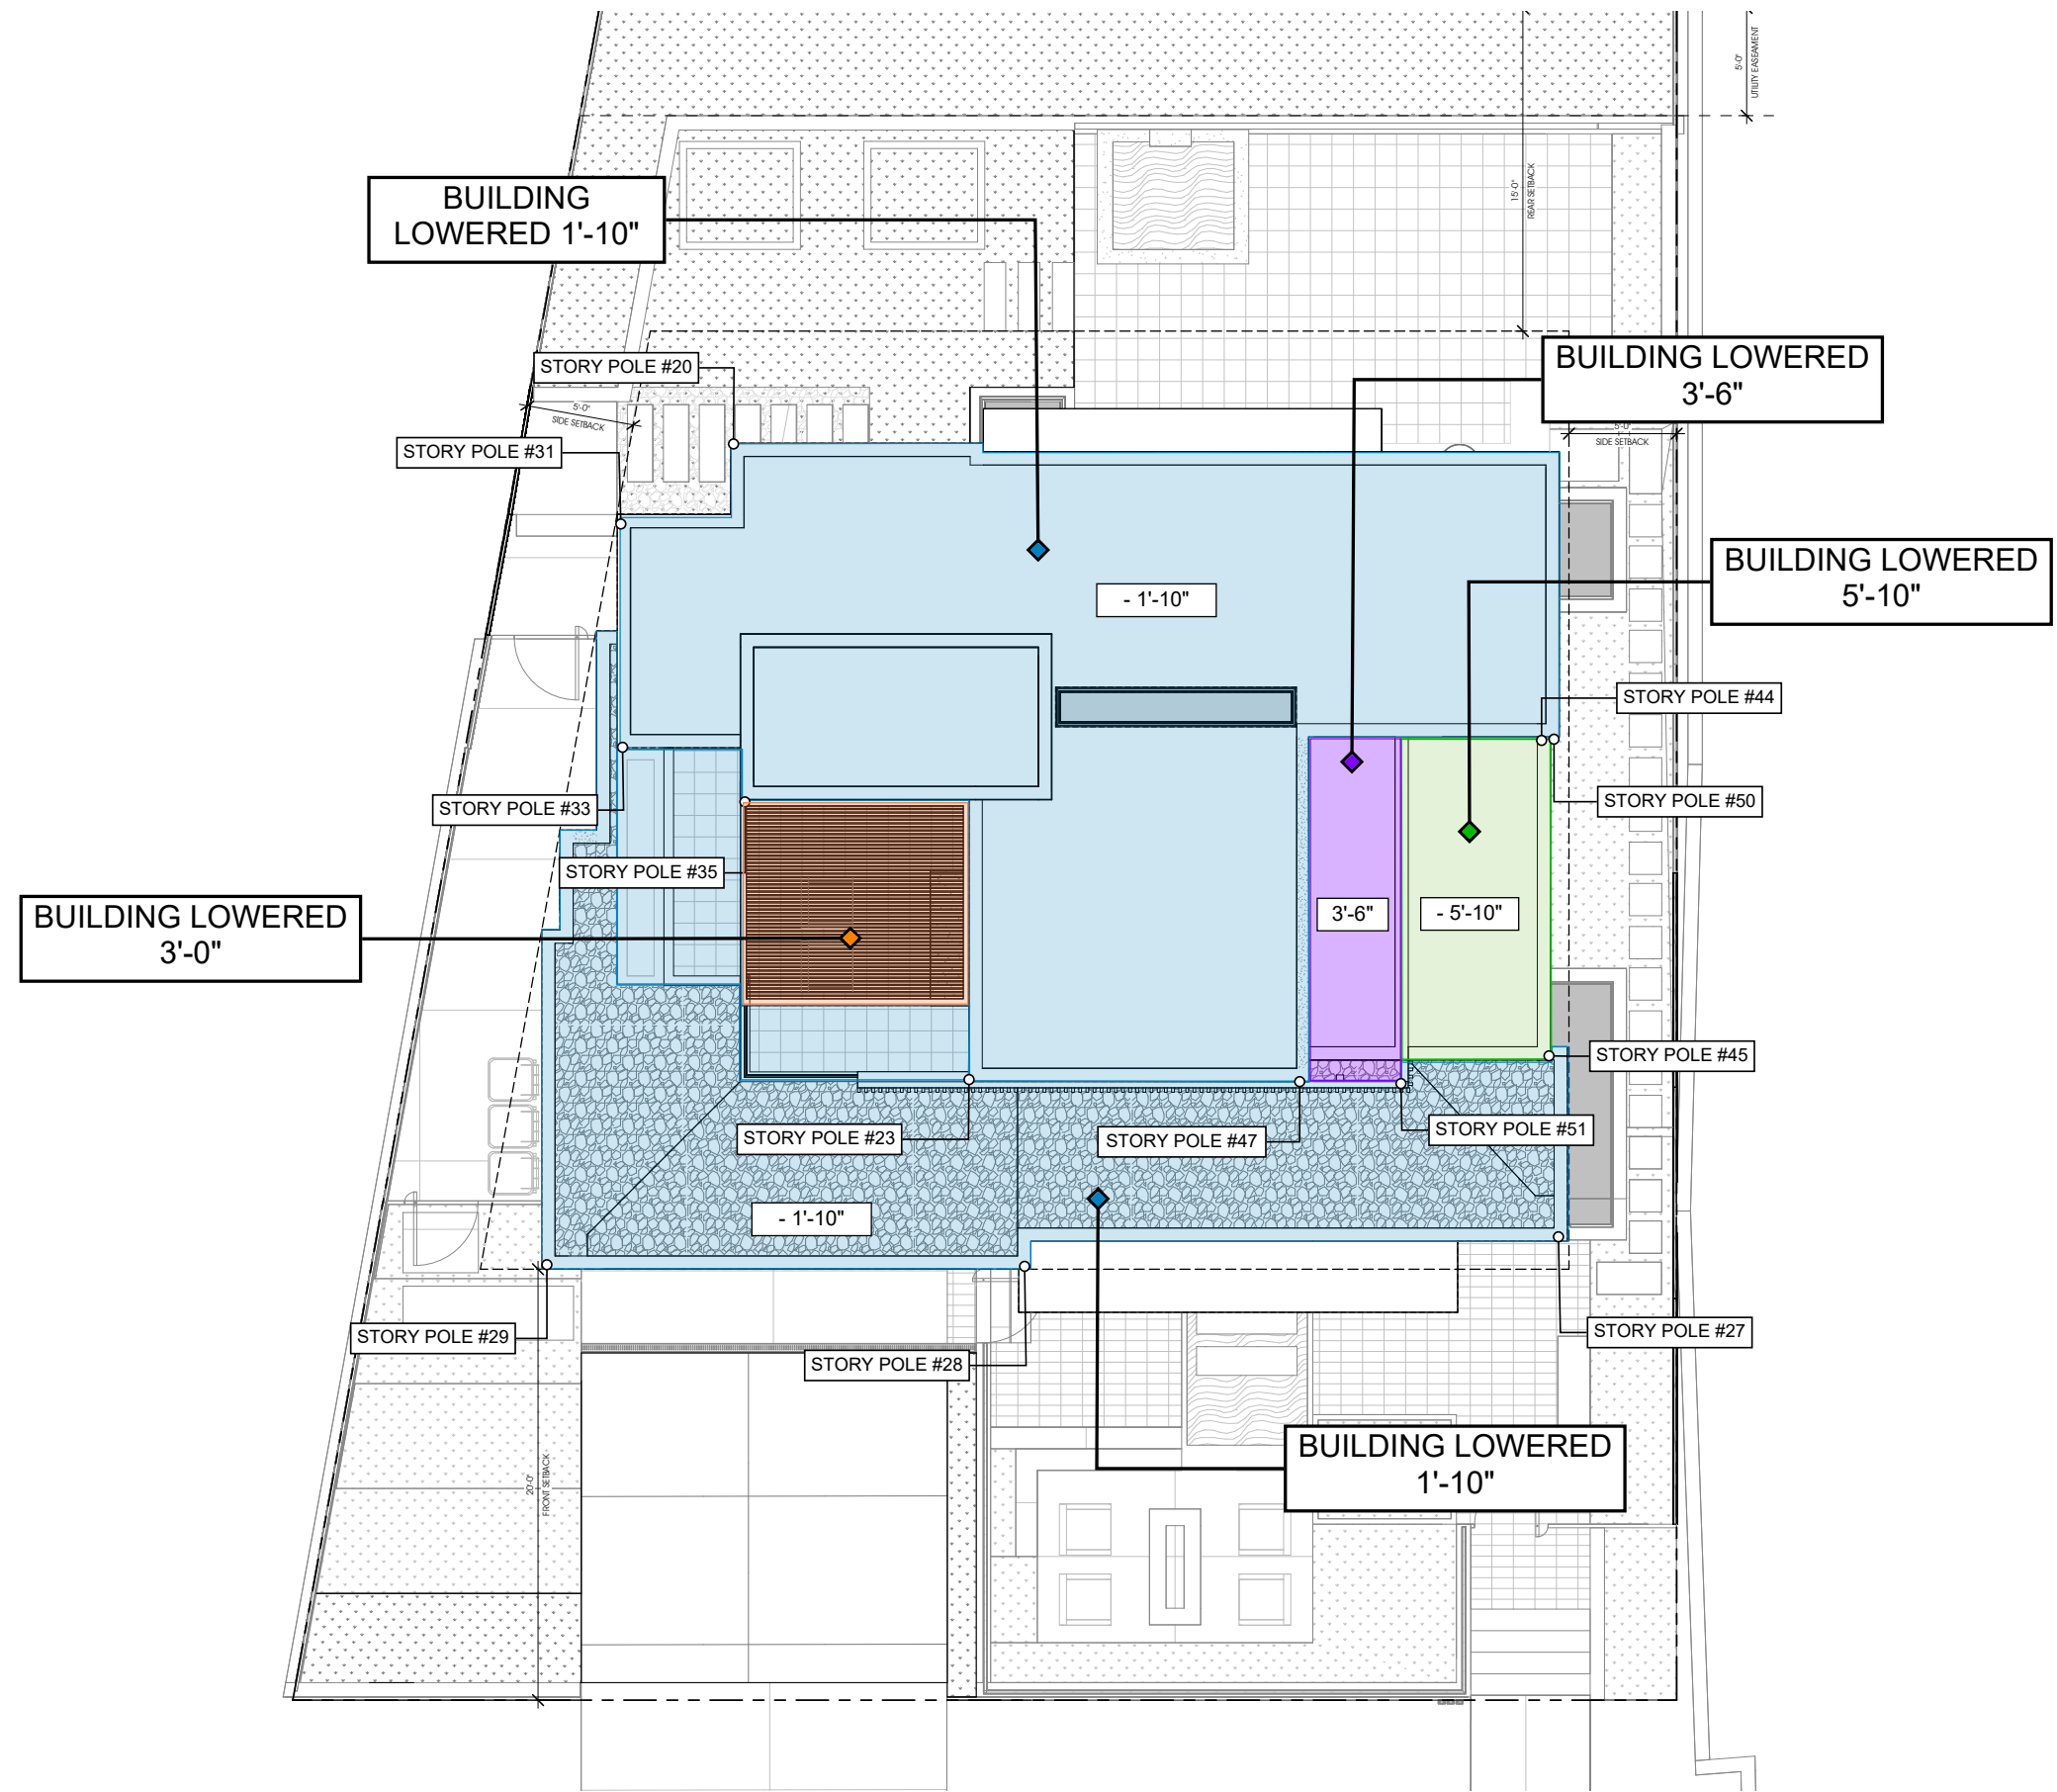 5'-0"
UTILITY EASEAMENT
BUILDING
LOWERED 1'-10"
15'-0"
REAR SETBACK
BUILDING LOWERED
3'-6"
STORY POLE #20
5'-0"
SIDE SETBACK
5'-0"
SIDE SETBACK
STORY POLE #31
BUILDING LOWERED
5'-10"
- 1'-10"
STORY POLE #44
STORY POLE #33
STORY POLE #50
STORY POLE #35
BUILDING LOWERED
3'-0"
3'-6"
- 5'-10"
STORY POLE #45
STORY POLE #23
STORY POLE #47
STORY POLE #51
- 1'-10"
STORY POLE #29
STORY POLE #28
STORY POLE #27
BUILDING LOWERED
1'-10"
20'-0"
FRONT SETBACK